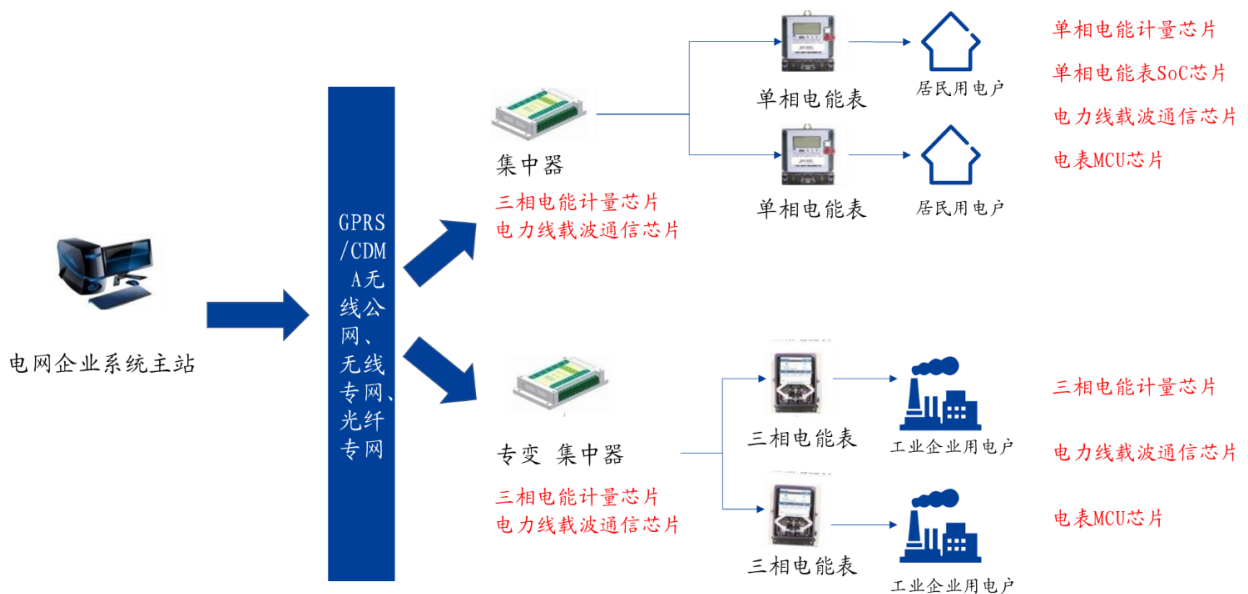 电网企业系统主站
GPRS
/CDM
A无
线公
网、
无线
专网、
光纤
专网
集中器
三相电能计量芯片
电力线载波通信芯片
单相电能表
居民用电户
单相电能表
居民用电户
单相电能计量芯片
单相电能表SoC芯片
电力线载波通信芯片
电表MCU芯片
专变 集中器
三相电能计量芯片
电力线载波通信芯片
三相电能表
工业企业用电户
三相电能表
工业企业用电户
三相电能计量芯片
电力线载波通信芯片
电表MCU芯片